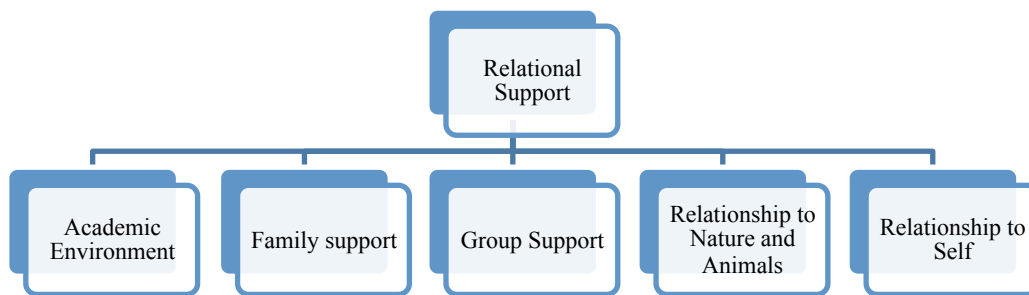 Relational
Support
Academic
Environment
Family support
Group Support
Relationship to
Nature and
Animals
Relationship to
Self